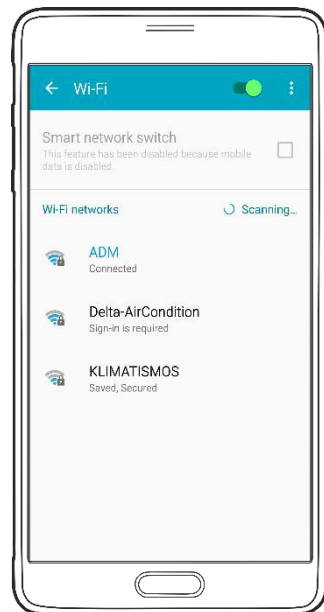 Wi-Fi
Smart network switch
This feature has been disabled because mobile
data is disabled.
Wi-Fi networks
Scanning...
ADM
Connected
Delta-AirCondition
Sign-in is required
KLIMATISMOS
Saved, Secured